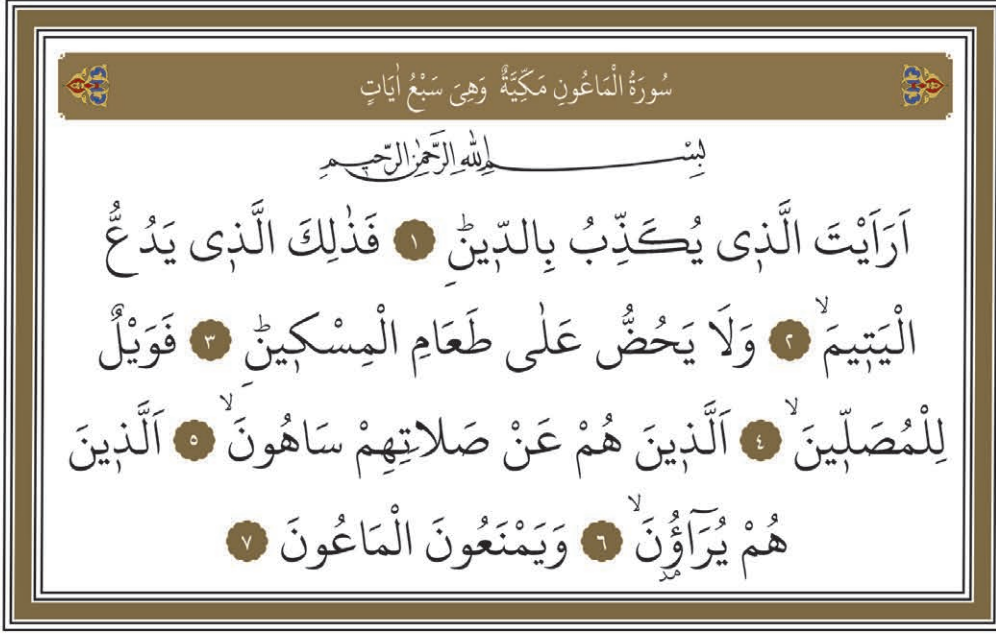 سُورَةُ الْمَاعُونِ مَكِّيَّةٌ وَهِيَ سَبْعُ اٰيَاتٍ
بِسْمِ اللّٰهِ الرَّحْمٰنِ الرَّحٖيمِ
اَرَاَيْتَ الَّذٖى يُكَذِّبُ بِالدّٖينِؕ ١ فَذٰلِكَ الَّذٖى يَدُعُّ
الْيَتٖيمَۙ ٢ وَلَا يَحُضُّ عَلٰى طَعَامِ الْمِسْكٖينِؕ ٣ فَوَيْلٌ
لِلْمُصَلّٖينَۙ ٤ اَلَّذٖينَ هُمْ عَنْ صَلَاتِهِمْ سَاهُونَۙ ٥ اَلَّذٖينَ
هُمْ يُرَٓاؤُ۫نَۙ ٦ وَيَمْنَعُونَ الْمَاعُونَ ٧